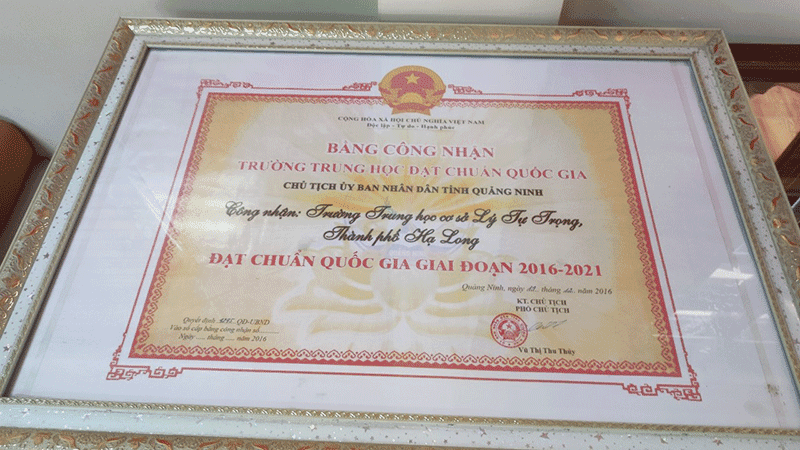 CỘNG HÒA XÃ HỘI CHỦ NGHĨA VIỆT NAM
Độc lập - Tự do - Hạnh phúc
BẰNG CÔNG NHẬN
TRƯỜNG TRUNG HỌC ĐẠT CHUẨN QUỐC GIA
CHỦ TỊCH ỦY BAN NHÂN DÂN TỈNH QUẢNG NINH
Công nhận: Trường Trung học cơ sở Lý Tự Trọng,
Thành phố Hạ Long
ĐẠT CHUẨN QUỐC GIA GIAI ĐOẠN 2016-2021
Quảng Ninh, ngày tháng năm 2016
KT. CHỦ TỊCH
PHÓ CHỦ TỊCH
Quyết định QĐ-UBND
Vào sổ cấp bằng công nhận số.......
Ngày ..... tháng ..... năm 2016
Vũ Thị Thu Thủy